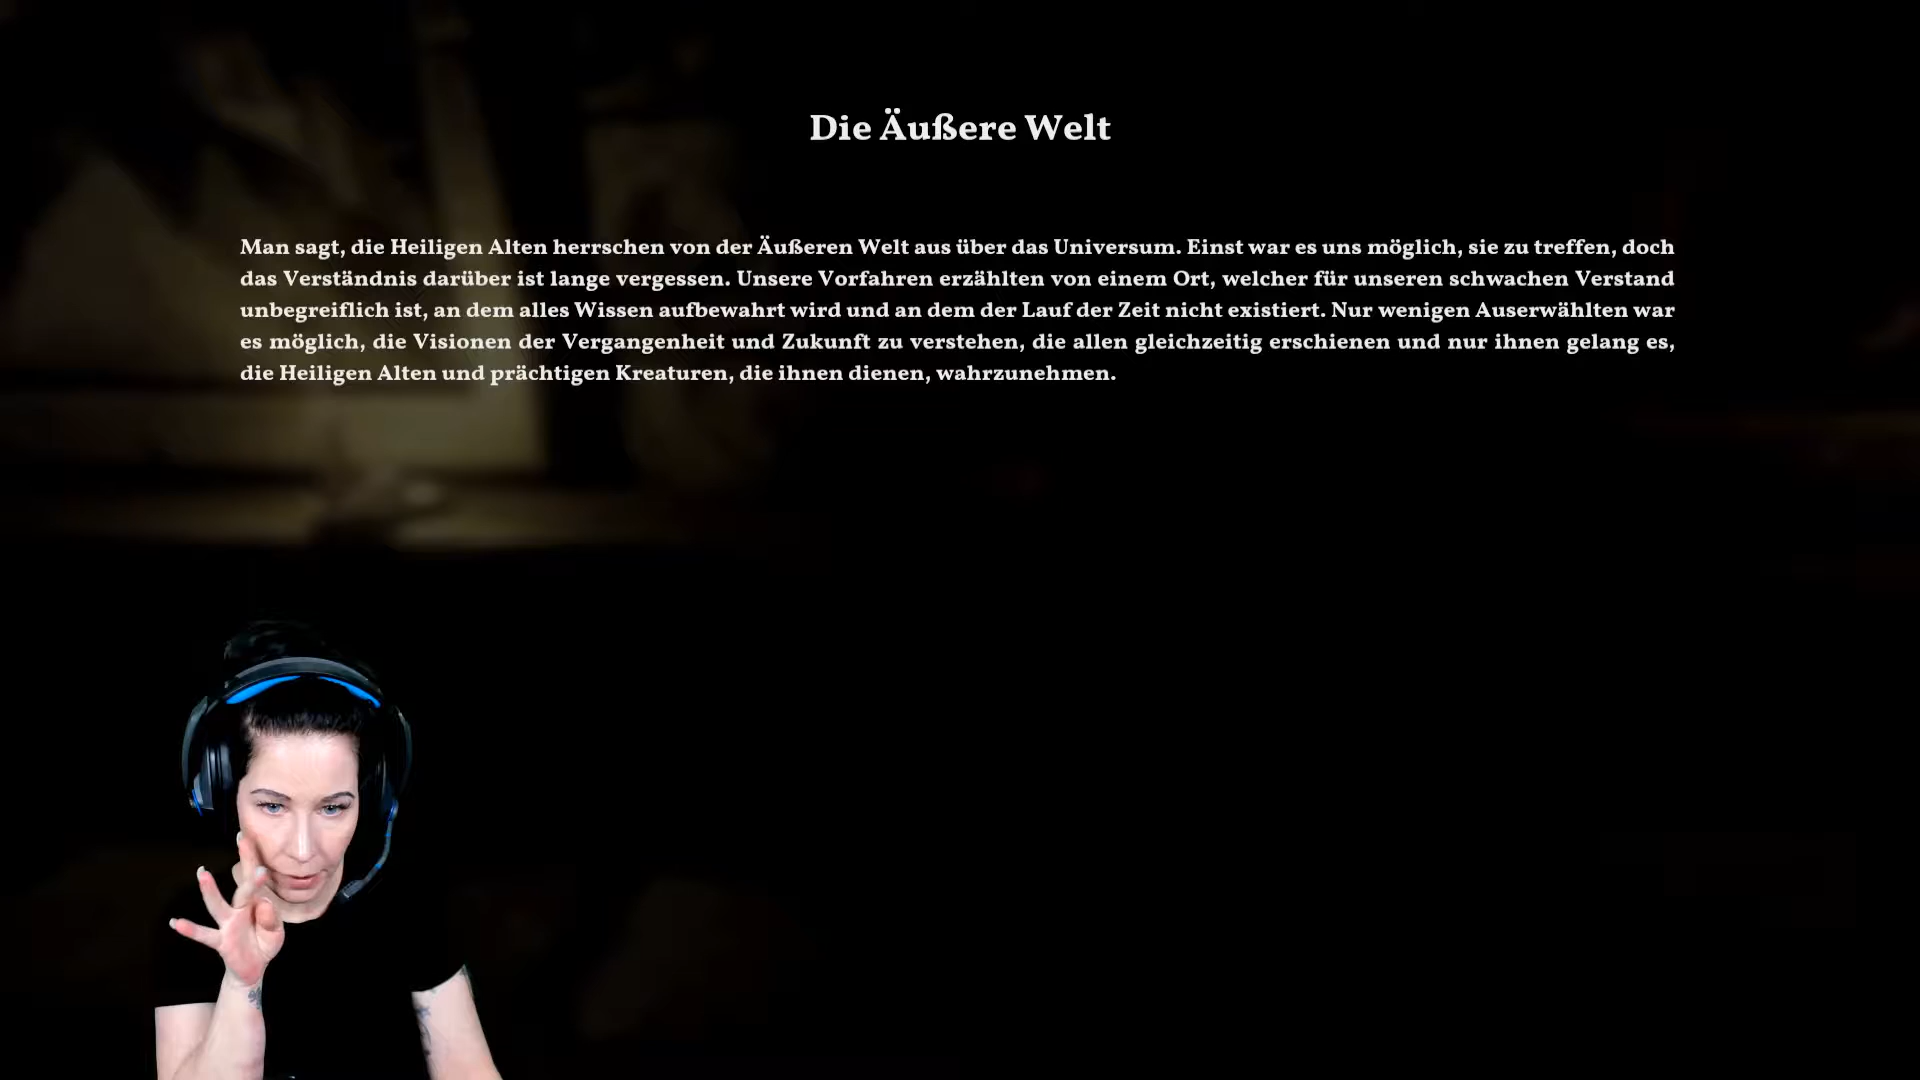 Die Äußere Welt
Man sagt, die Heiligen Alten herrschen von der Äußeren Welt aus über das Universum. Einst war es uns möglich, sie zu treffen, doch
das Verständnis darüber ist lange vergessen. Unsere Vorfahren erzählten von einem Ort, welcher für unseren schwachen Verstand
unbegreiflich ist, an dem alles Wissen aufbewahrt wird und an dem der Lauf der Zeit nicht existiert. Nur wenigen Auserwählten war
es möglich, die Visionen der Vergangenheit und Zukunft zu verstehen, die allen gleichzeitig erschienen und nur ihnen gelang es,
die Heiligen Alten und prächtigen Kreaturen, die ihnen dienen, wahrzunehmen.